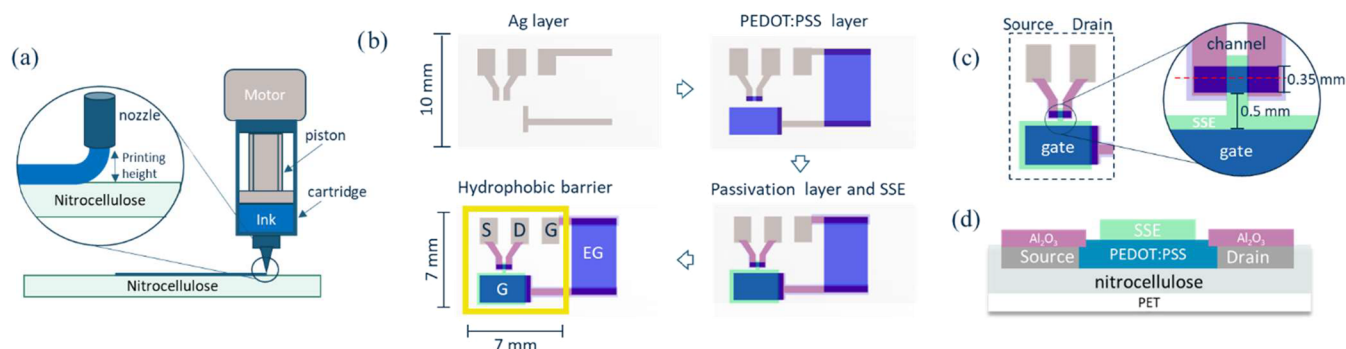 (a)
Motor
nozzle
piston
Printing
height
cartridge
Nitrocellulose
Ink
Nitrocellulose
(b)
Ag layer
10 mm
PEDOT:PSS layer
Hydrophobic barrier
7 mm
S D G
G
EG
7 mm
Passivation layer and SSE
(c)
Source Drain
gate
channel
0.35 mm
0.5 mm
SSE
gate
(d)
SSE
Al₂O₃
Al₂O₃
Source
PEDOT:PSS
Drain
nitrocellulose
PET